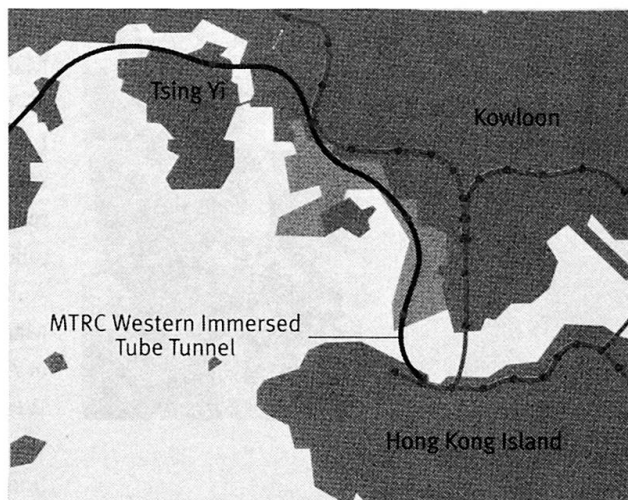 Tsing Yi
Kowloon
MTRC Western Immersed
Tube Tunnel
Hong Kong Island